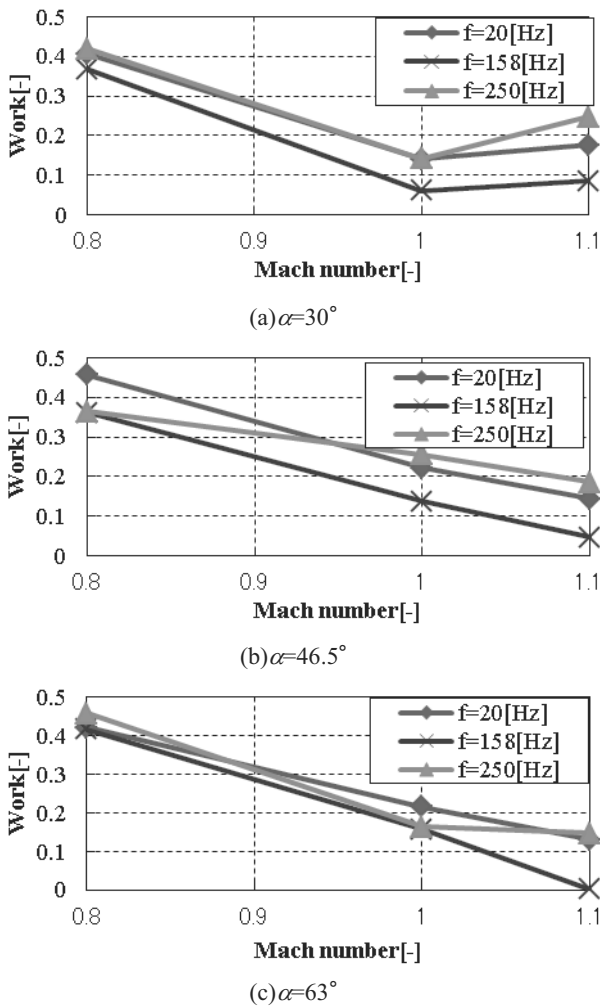 0.5
0.4
0.3
0.2
0.1
0
Work[-]
f=20[Hz]
f=158[Hz]
f=250[Hz]
0.8 0.9 1 1.1
Mach number[-]
(a)α=30°
0.5
0.4
0.3
0.2
0.1
0
Work[-]
f=20[Hz]
f=158[Hz]
f=250[Hz]
0.8 0.9 1 1.1
Mach number[-]
(b)α=46.5°
0.5
0.4
0.3
0.2
0.1
0
Work[-]
f=20[Hz]
f=158[Hz]
f=250[Hz]
0.8 0.9 1 1.1
Mach number[-]
(c)α=63°